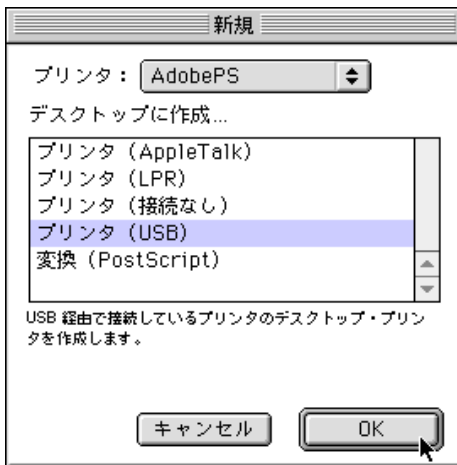 新規
プリンタ： AdobePS
デスクトップに作成...
プリンタ（AppleTalk）
プリンタ（LPR）
プリンタ（接続なし）
プリンタ（USB）
変換（PostScript）
USB 経由で接続しているプリンタのデスクトップ・プリン
タを作成します。
キャンセル OK